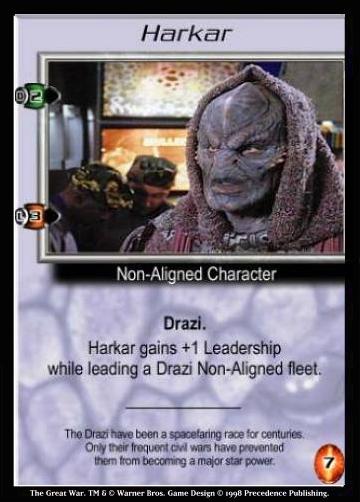 Harkar
D 2
L 3
Non-Aligned Character
Drazi.
Harkar gains +1 Leadership
while leading a Drazi Non-Aligned fleet.
The Drazi have been a spacefaring race for centuries.
Only their frequent civil wars have prevented
them from becoming a major star power.
7
The Great War. TM & © Warner Bros. Game Design © 1998 Precedence Publishing.